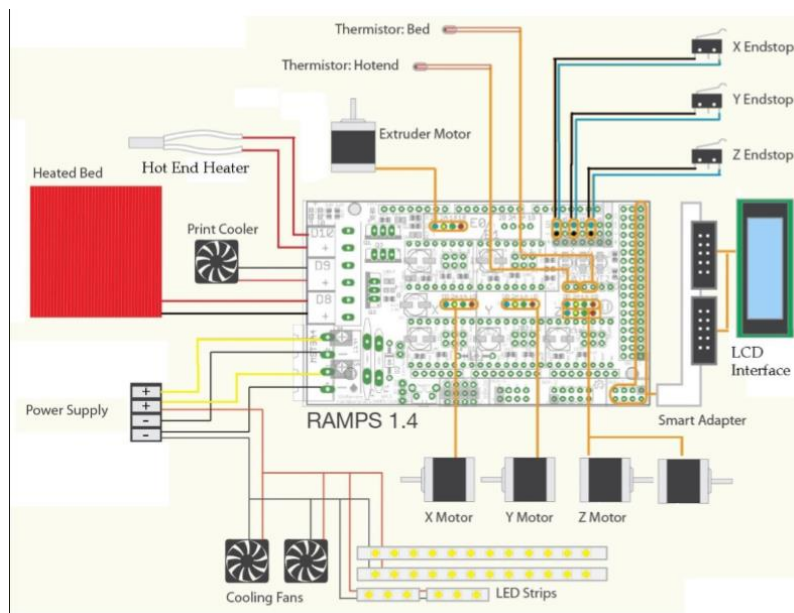 Thermistor: Bed
X Endstop
Thermistor: Hotend
Y Endstop
Extruder Motor
Z Endstop
Hot End Heater
Heated Bed
Print Cooler
D10
D9
D8
+
+
+
X
Y
LCD
Interface
+
+
-
-
Power Supply
RAMPS 1.4
Smart Adapter
X Motor
Y Motor
Z Motor
Cooling Fans
LED Strips